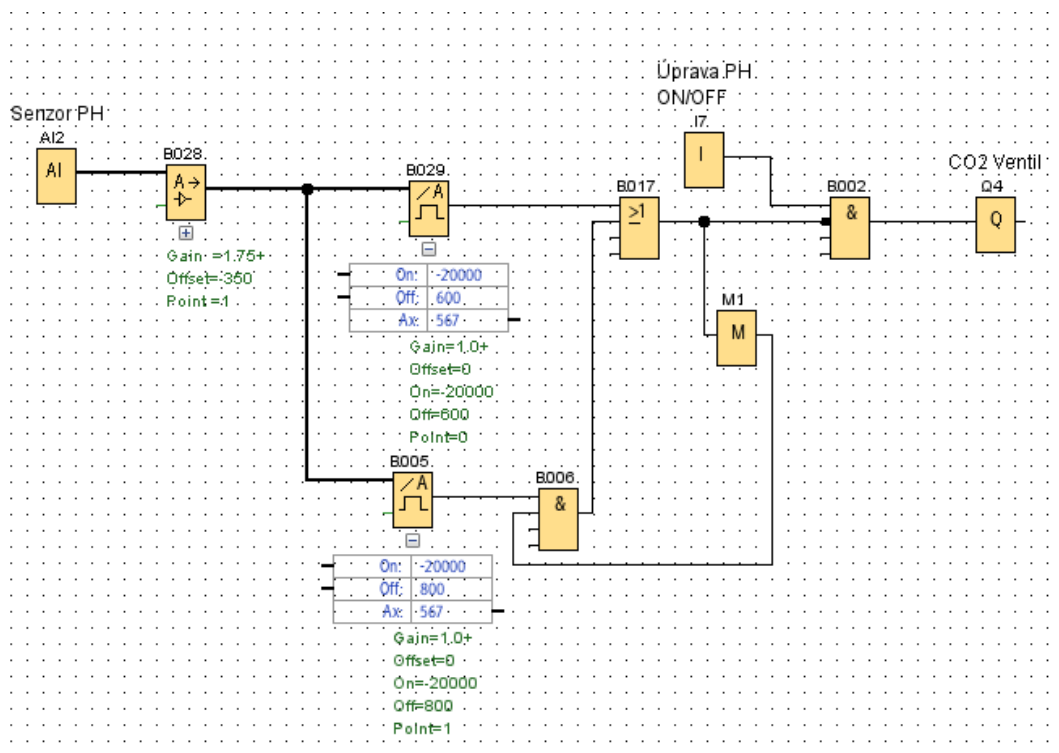 Úprava PH
ON/OFF
Senzor PH
AI2
AI
B028
A→
Gain =1.75+
Offset=-350
Point =1
B029
/A
On: -20000
Off: 600
Ax: 567
Gain=1.0+
Offset=0
On=-20000
Off=600
Point=0
B017
≥1
I7
I
B002
&
CO2 Ventil
Q4
Q
M1
M
B005
/A
On: -20000
Off: 800
Ax: 567
Gain=1.0+
Offset=0
On=-20000
Off=800
Point=1
B006
&